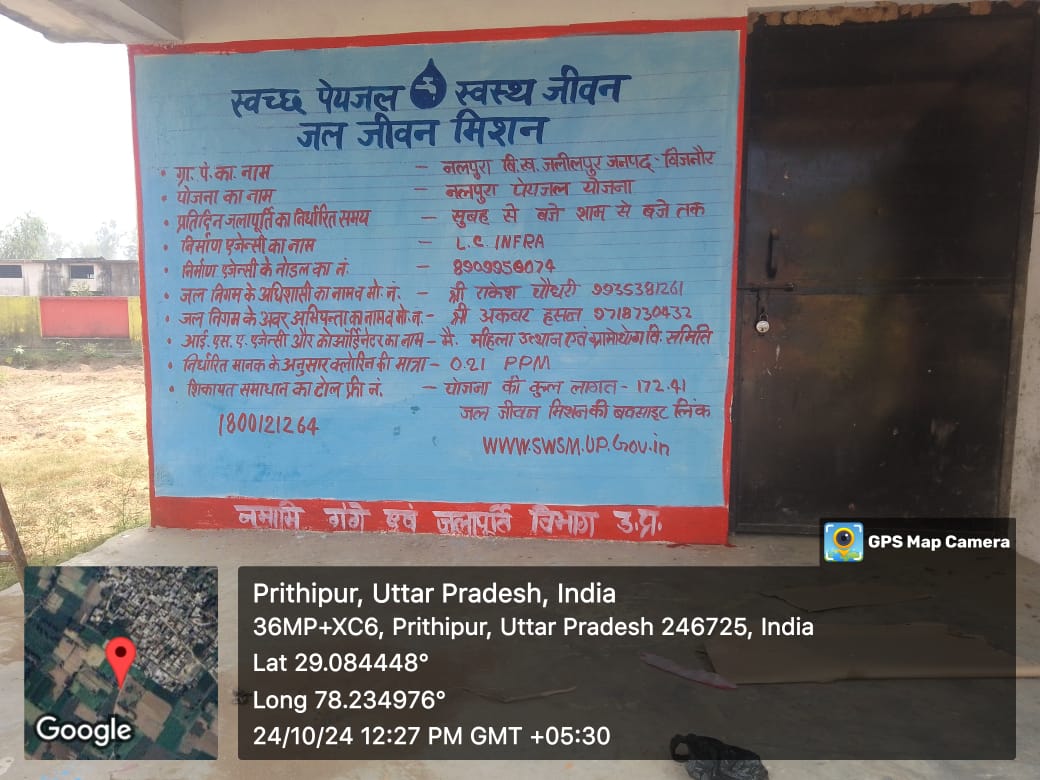 स्वच्छ पेयजल स्वस्थ जीवन
जल जीवन मिशन
• ग्रा. पं. का. नाम - नलपुरा बि.ख. जलीलपुर जनपद - विजनौर
• योजना का नाम - नलपुरा पेयजल योजना
• प्रतिदिन जलापूर्ति का निर्धारित समय - सुबह से बजे शाम से बजे तक
• निर्माण एजेन्सी का नाम - L.C. INFRA
• निर्माण एजेन्सी के नोडल का नं. - 8909950074
• जल निगम के अधिशासी का नाम व मो. नं. - श्री राकेश चौधरी 9935381261
• जल निगम के अवर अभियन्ता का नाम व मो. न. - श्री अकबर हसन 9718730432
• आई. एस. ए. एजेन्सी और कोऑर्डिनेटर का नाम - मै. महिला उत्थान एवं ग्रामोद्योग वि. समिति
• निर्धारित मानक के अनुसार क्लोरिन की मात्रा - 0.21 PPM
• शिकायत समाधान का टोल फ्री नं. - योजना की कुल लागत - 172.41
1800121264 जल जीवन मिशन की बवसाइट लिंक
WWW.SWSM.UP.Gov.in
नमामि गंगे एवं जलापूर्ति विभाग उ.प्र.
GPS Map Camera
Prithipur, Uttar Pradesh, India
36MP+XC6, Prithipur, Uttar Pradesh 246725, India
Lat 29.084448°
Long 78.234976°
24/10/24 12:27 PM GMT +05:30
Google